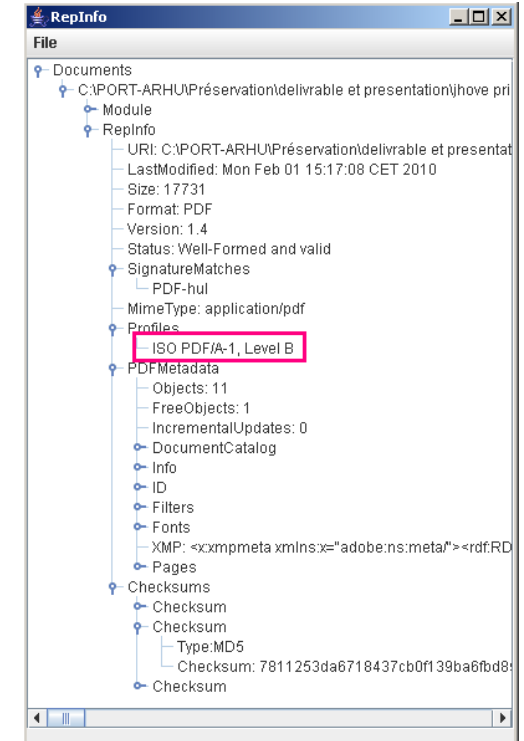 RepInfo
File
Documents
C:\PORT-ARHU\Préservation\delivrable et presentation\jhove pri
Module
RepInfo
URI: C:\PORT-ARHU\Préservation\delivrable et presentat
LastModified: Mon Feb 01 15:17:08 CET 2010
Size: 17731
Format: PDF
Version: 1.4
Status: Well-Formed and valid
SignatureMatches
PDF-hul
MimeType: application/pdf
Profiles
ISO PDF/A-1, Level B
PDFMetadata
Objects: 11
FreeObjects: 1
IncrementalUpdates: 0
DocumentCatalog
Info
ID
Filters
Fonts
XMP: <x:xmpmeta xmlns:x="adobe:ns:meta/"><rdf:RD
Pages
Checksums
Checksum
Checksum
Type:MD5
Checksum: 7811253da6718437cb0f139ba6fbd8
Checksum